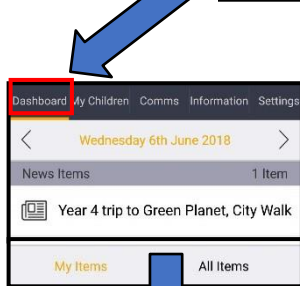 Dashboard My Children Comms Information Settings
Wednesday 6th June 2018
News Items 1 Item
Year 4 trip to Green Planet, City Walk
My Items All Items